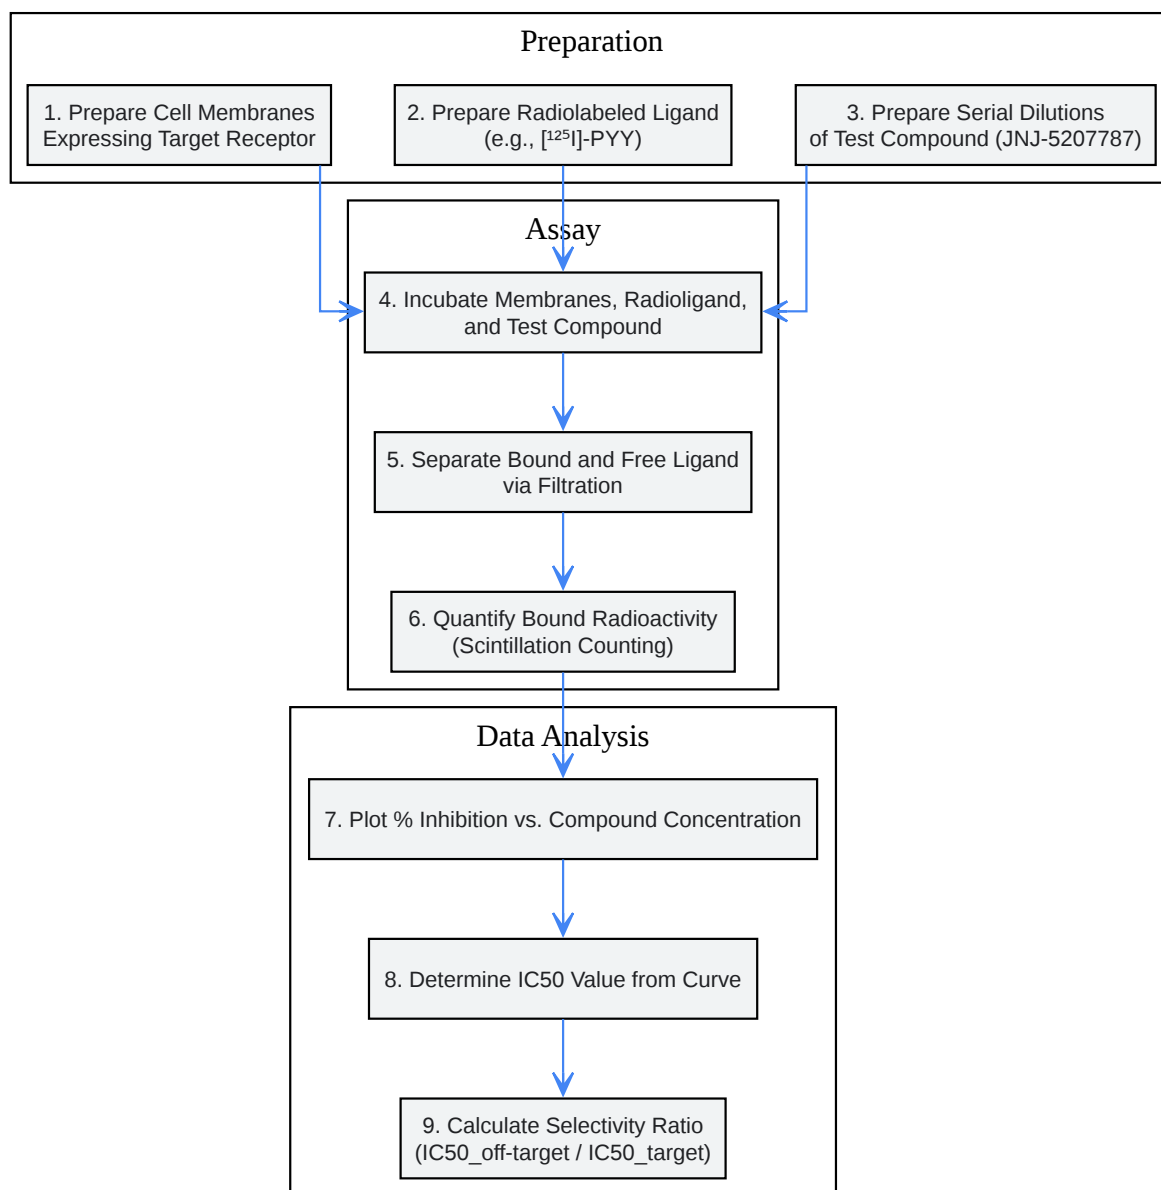 Preparation
1. Prepare Cell Membranes
Expressing Target Receptor
2. Prepare Radiolabeled Ligand
(e.g., [¹²⁵I]-PYY)
3. Prepare Serial Dilutions
of Test Compound (JNJ-5207787)
Assay
4. Incubate Membranes, Radioligand,
and Test Compound
5. Separate Bound and Free Ligand
via Filtration
6. Quantify Bound Radioactivity
(Scintillation Counting)
Data Analysis
7. Plot % Inhibition vs. Compound Concentration
8. Determine IC50 Value from Curve
9. Calculate Selectivity Ratio
(IC50_off-target / IC50_target)